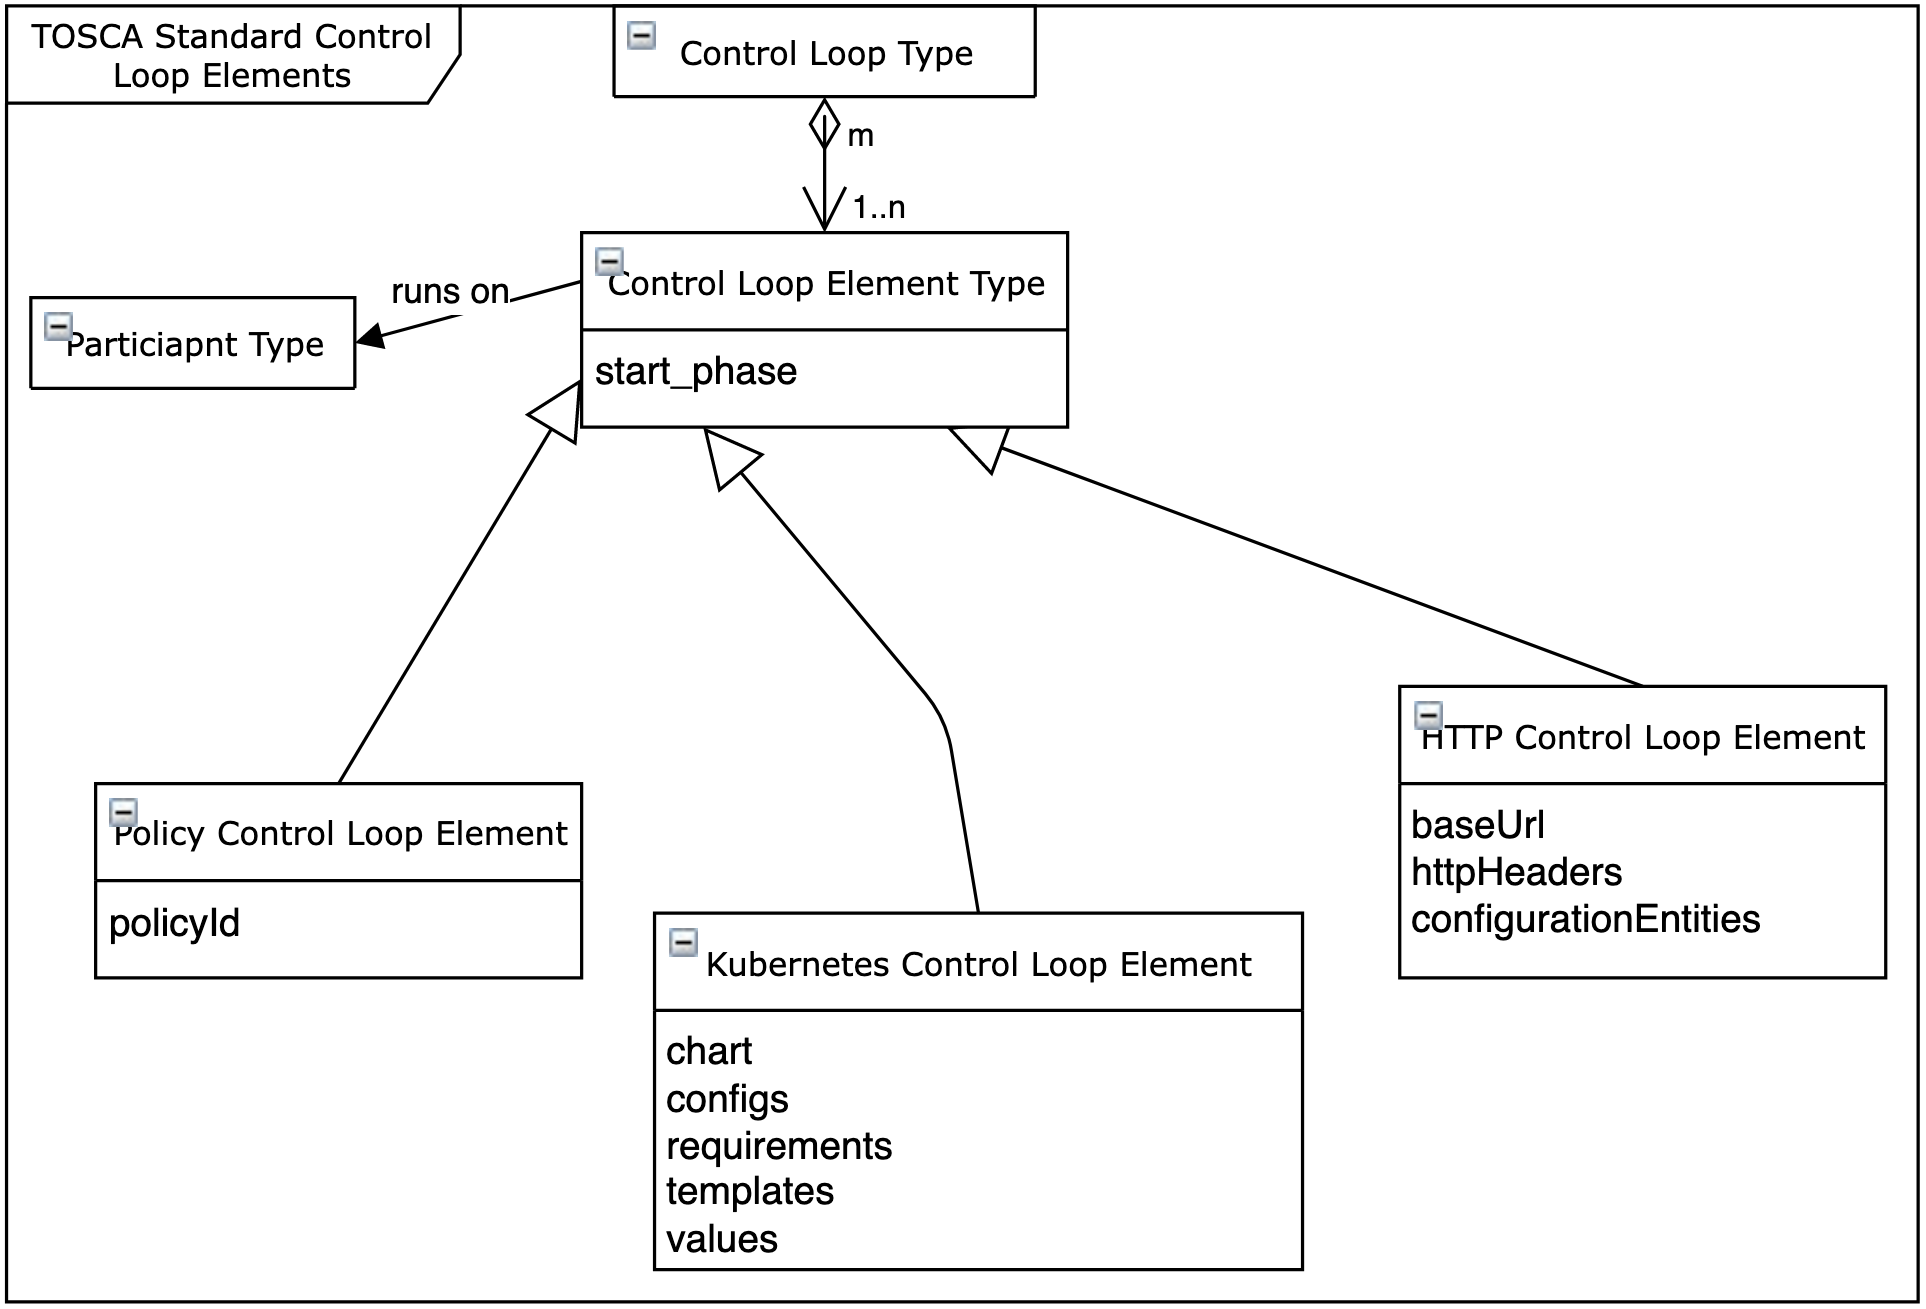 TOSCA Standard Control
Loop Elements
Control Loop Type
m
1..n
runs on
Control Loop Element Type
start_phase
Particiapnt Type
Policy Control Loop Element
policyId
Kubernetes Control Loop Element
chart
configs
requirements
templates
values
HTTP Control Loop Element
baseUrl
httpHeaders
configurationEntities